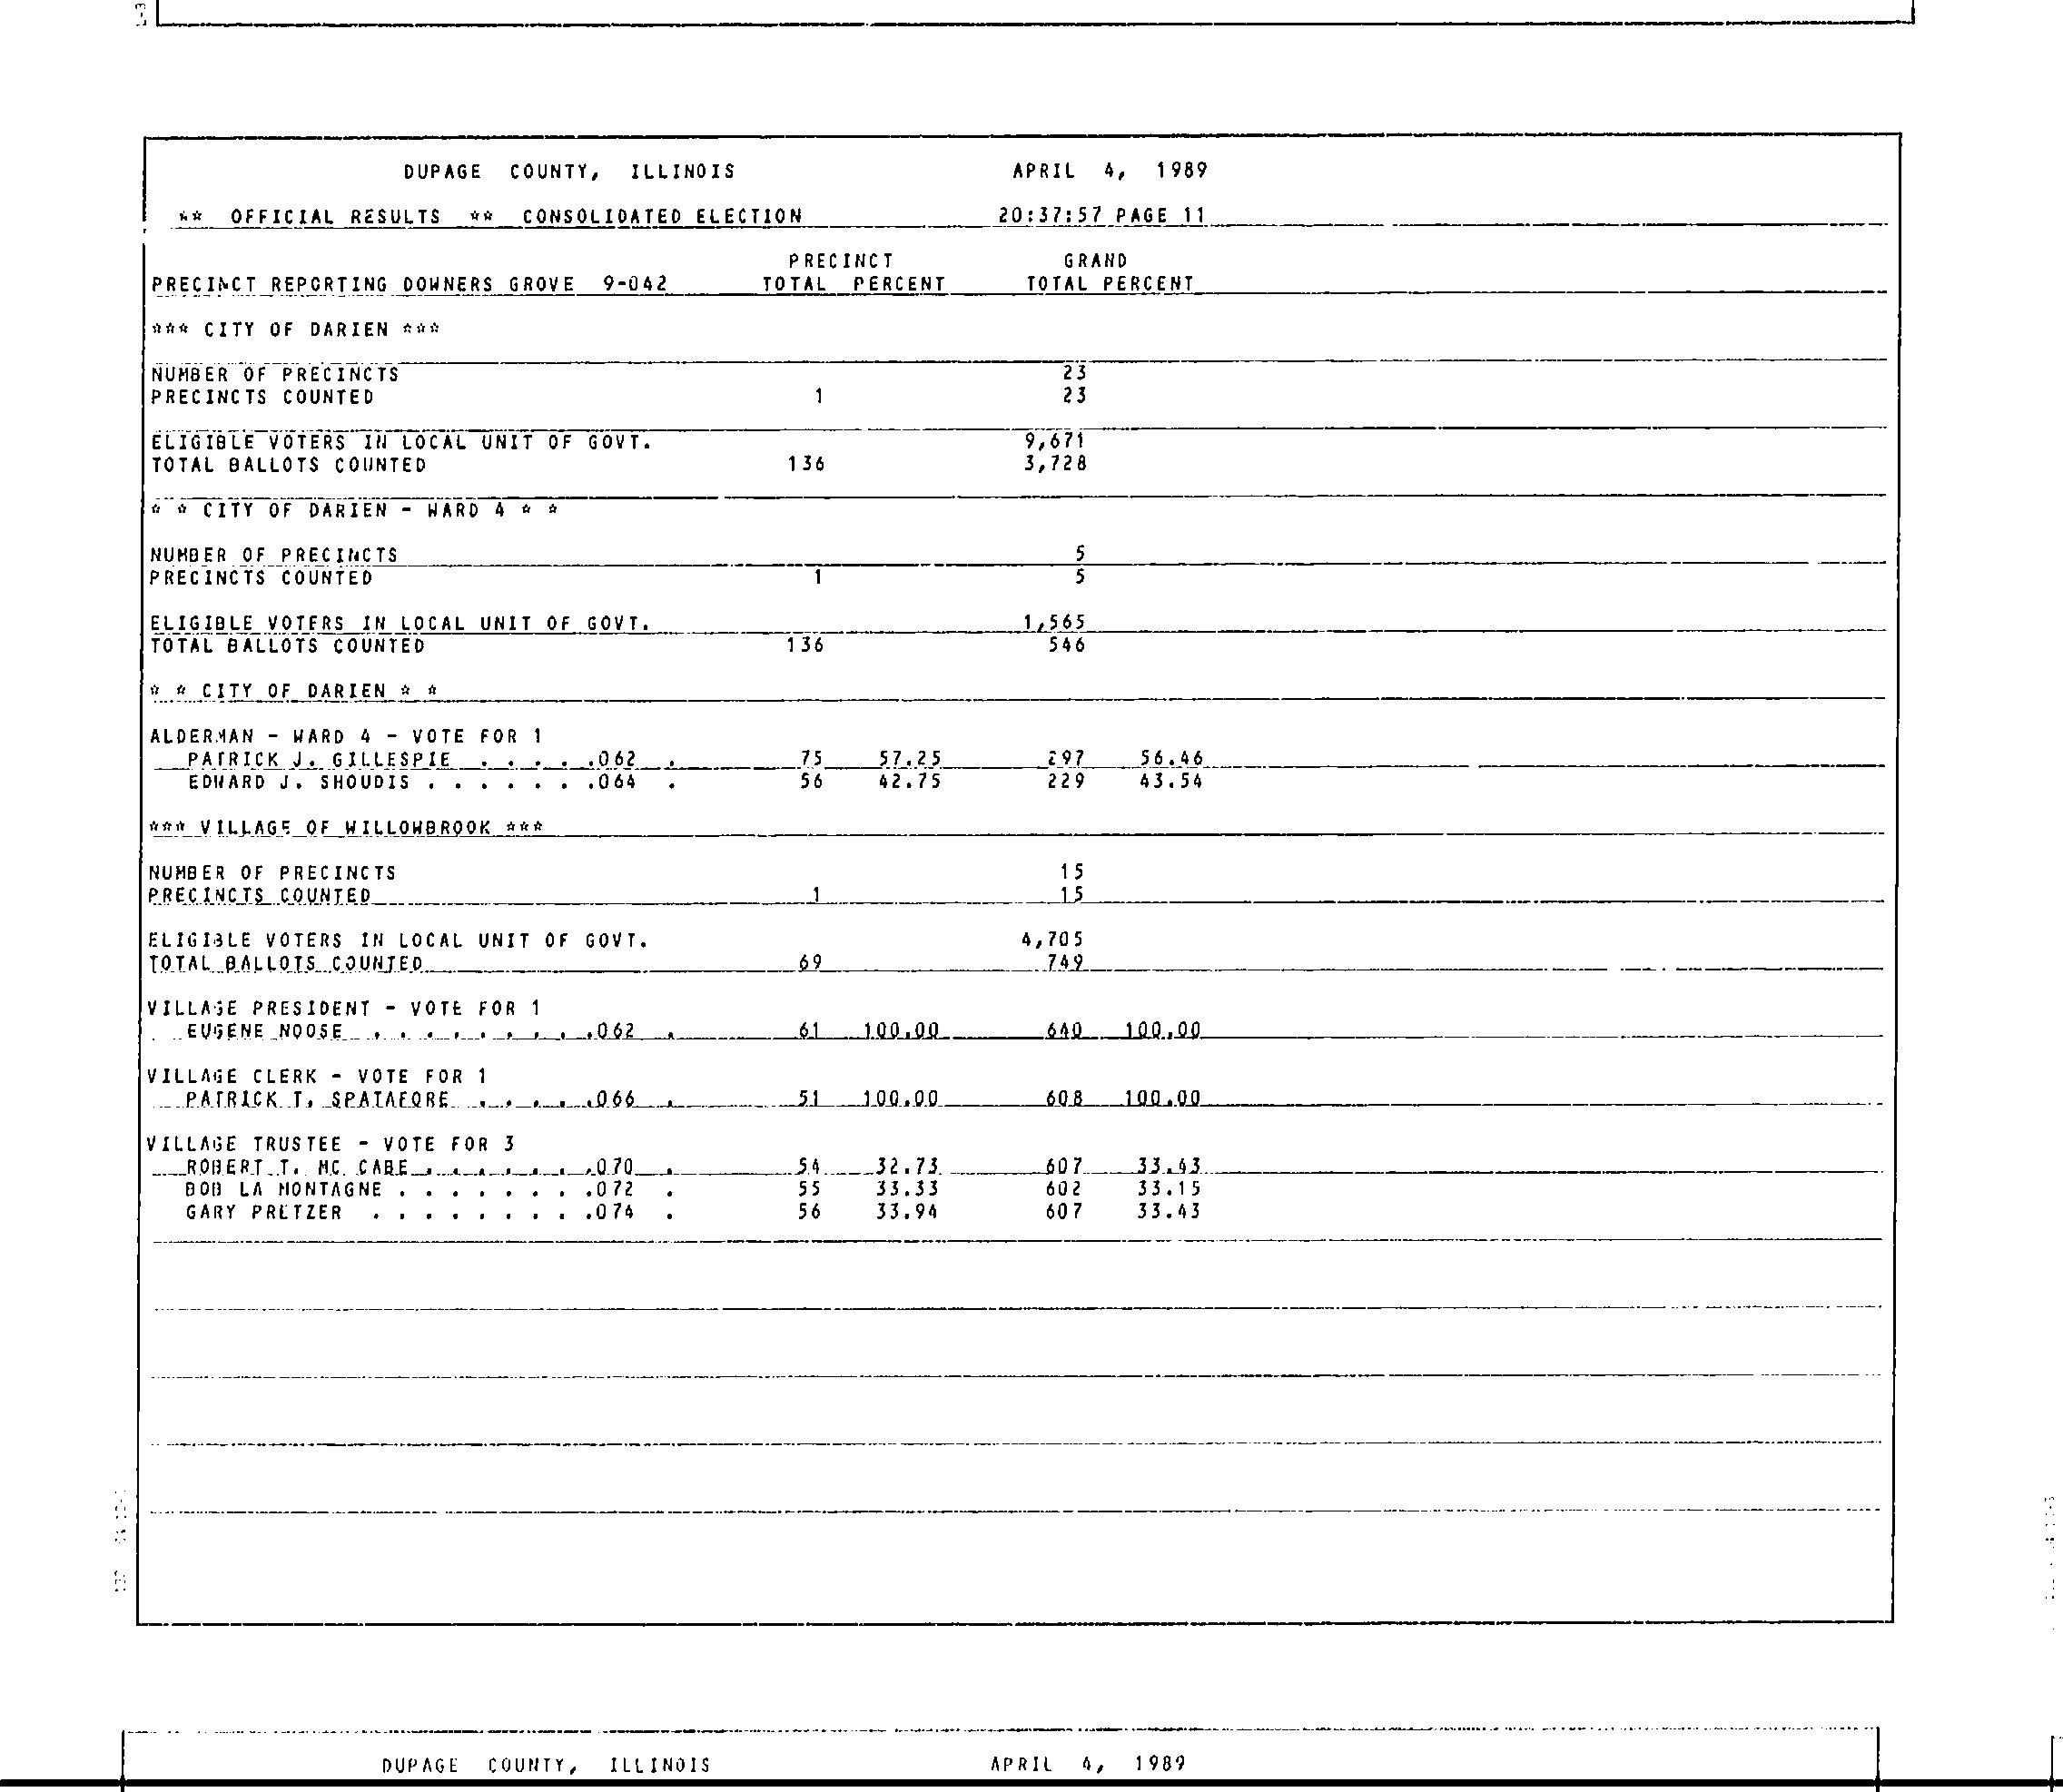 DUPAGE COUNTY, ILLINOIS APRIL 4, 1989
** OFFICIAL RESULTS ** CONSOLIDATED ELECTION 20:37:57 PAGE 11
PRECINCT GRAND
PRECINCT REPORTING DOWNERS GROVE 9-042 TOTAL PERCENT TOTAL PERCENT
*** CITY OF DARIEN ***
NUMBER OF PRECINCTS 23
PRECINCTS COUNTED 1 23
ELIGIBLE VOTERS IN LOCAL UNIT OF GOVT. 9,671
TOTAL BALLOTS COUNTED 136 3,728
* * CITY OF DARIEN - WARD 4 * *
NUMBER OF PRECINCTS 5
PRECINCTS COUNTED 1 5
ELIGIBLE VOTERS IN LOCAL UNIT OF GOVT. 1,565
TOTAL BALLOTS COUNTED 136 546
* * CITY OF DARIEN * *
ALDERMAN - WARD 4 - VOTE FOR 1
PATRICK J. GILLESPIE . . . . .062 . 75 57.25 297 56.46
EDWARD J. SHOUDIS . . . . . . .064 . 56 42.75 229 43.54
*** VILLAGE OF WILLOWBROOK ***
NUMBER OF PRECINCTS 15
PRECINCTS COUNTED 1 15
ELIGIBLE VOTERS IN LOCAL UNIT OF GOVT. 4,705
TOTAL BALLOTS COUNTED 69 749
VILLAGE PRESIDENT - VOTE FOR 1
EUGENE NOOSE . . . . . . . . .062 . 61 100.00 640 100.00
VILLAGE CLERK - VOTE FOR 1
PATRICK T. SPATAFORE . . . . .066 . 51 100.00 608 100.00
VILLAGE TRUSTEE - VOTE FOR 3
ROBERT T. MC CABE . . . . . . .070 . 54 32.73 607 33.43
BOB LA MONTAGNE . . . . . . . .072 . 55 33.33 602 33.15
GARY PRETZER . . . . . . . . .074 . 56 33.94 607 33.43
DUPAGE COUNTY, ILLINOIS APRIL 4, 1989